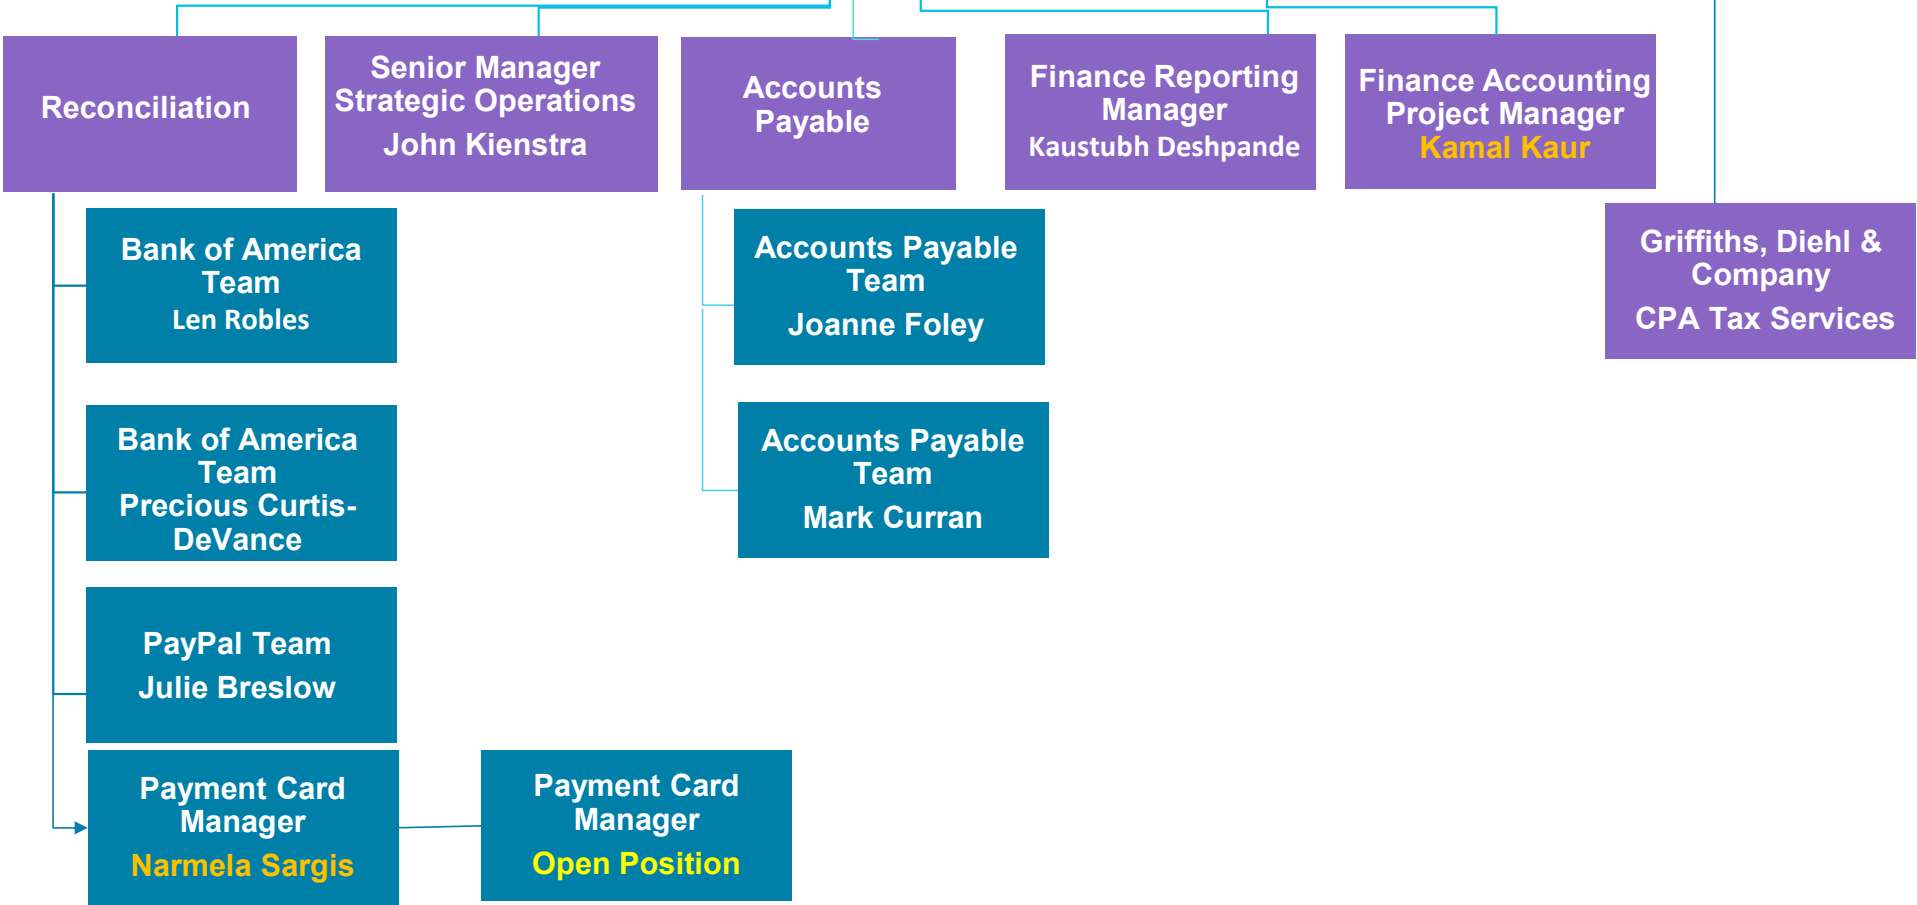 Reconciliation
Senior Manager
Strategic Operations
John Kienstra
Accounts
Payable
Finance Reporting
Manager
Kaustubh Deshpande
Finance Accounting
Project Manager
Kamal Kaur
Bank of America
Team
Len Robles
Accounts Payable
Team
Joanne Foley
Griffiths, Diehl &
Company
CPA Tax Services
Bank of America
Team
Precious Curtis-
DeVance
Accounts Payable
Team
Mark Curran
PayPal Team
Julie Breslow
Payment Card
Manager
Narmela Sargis
Payment Card
Manager
Open Position